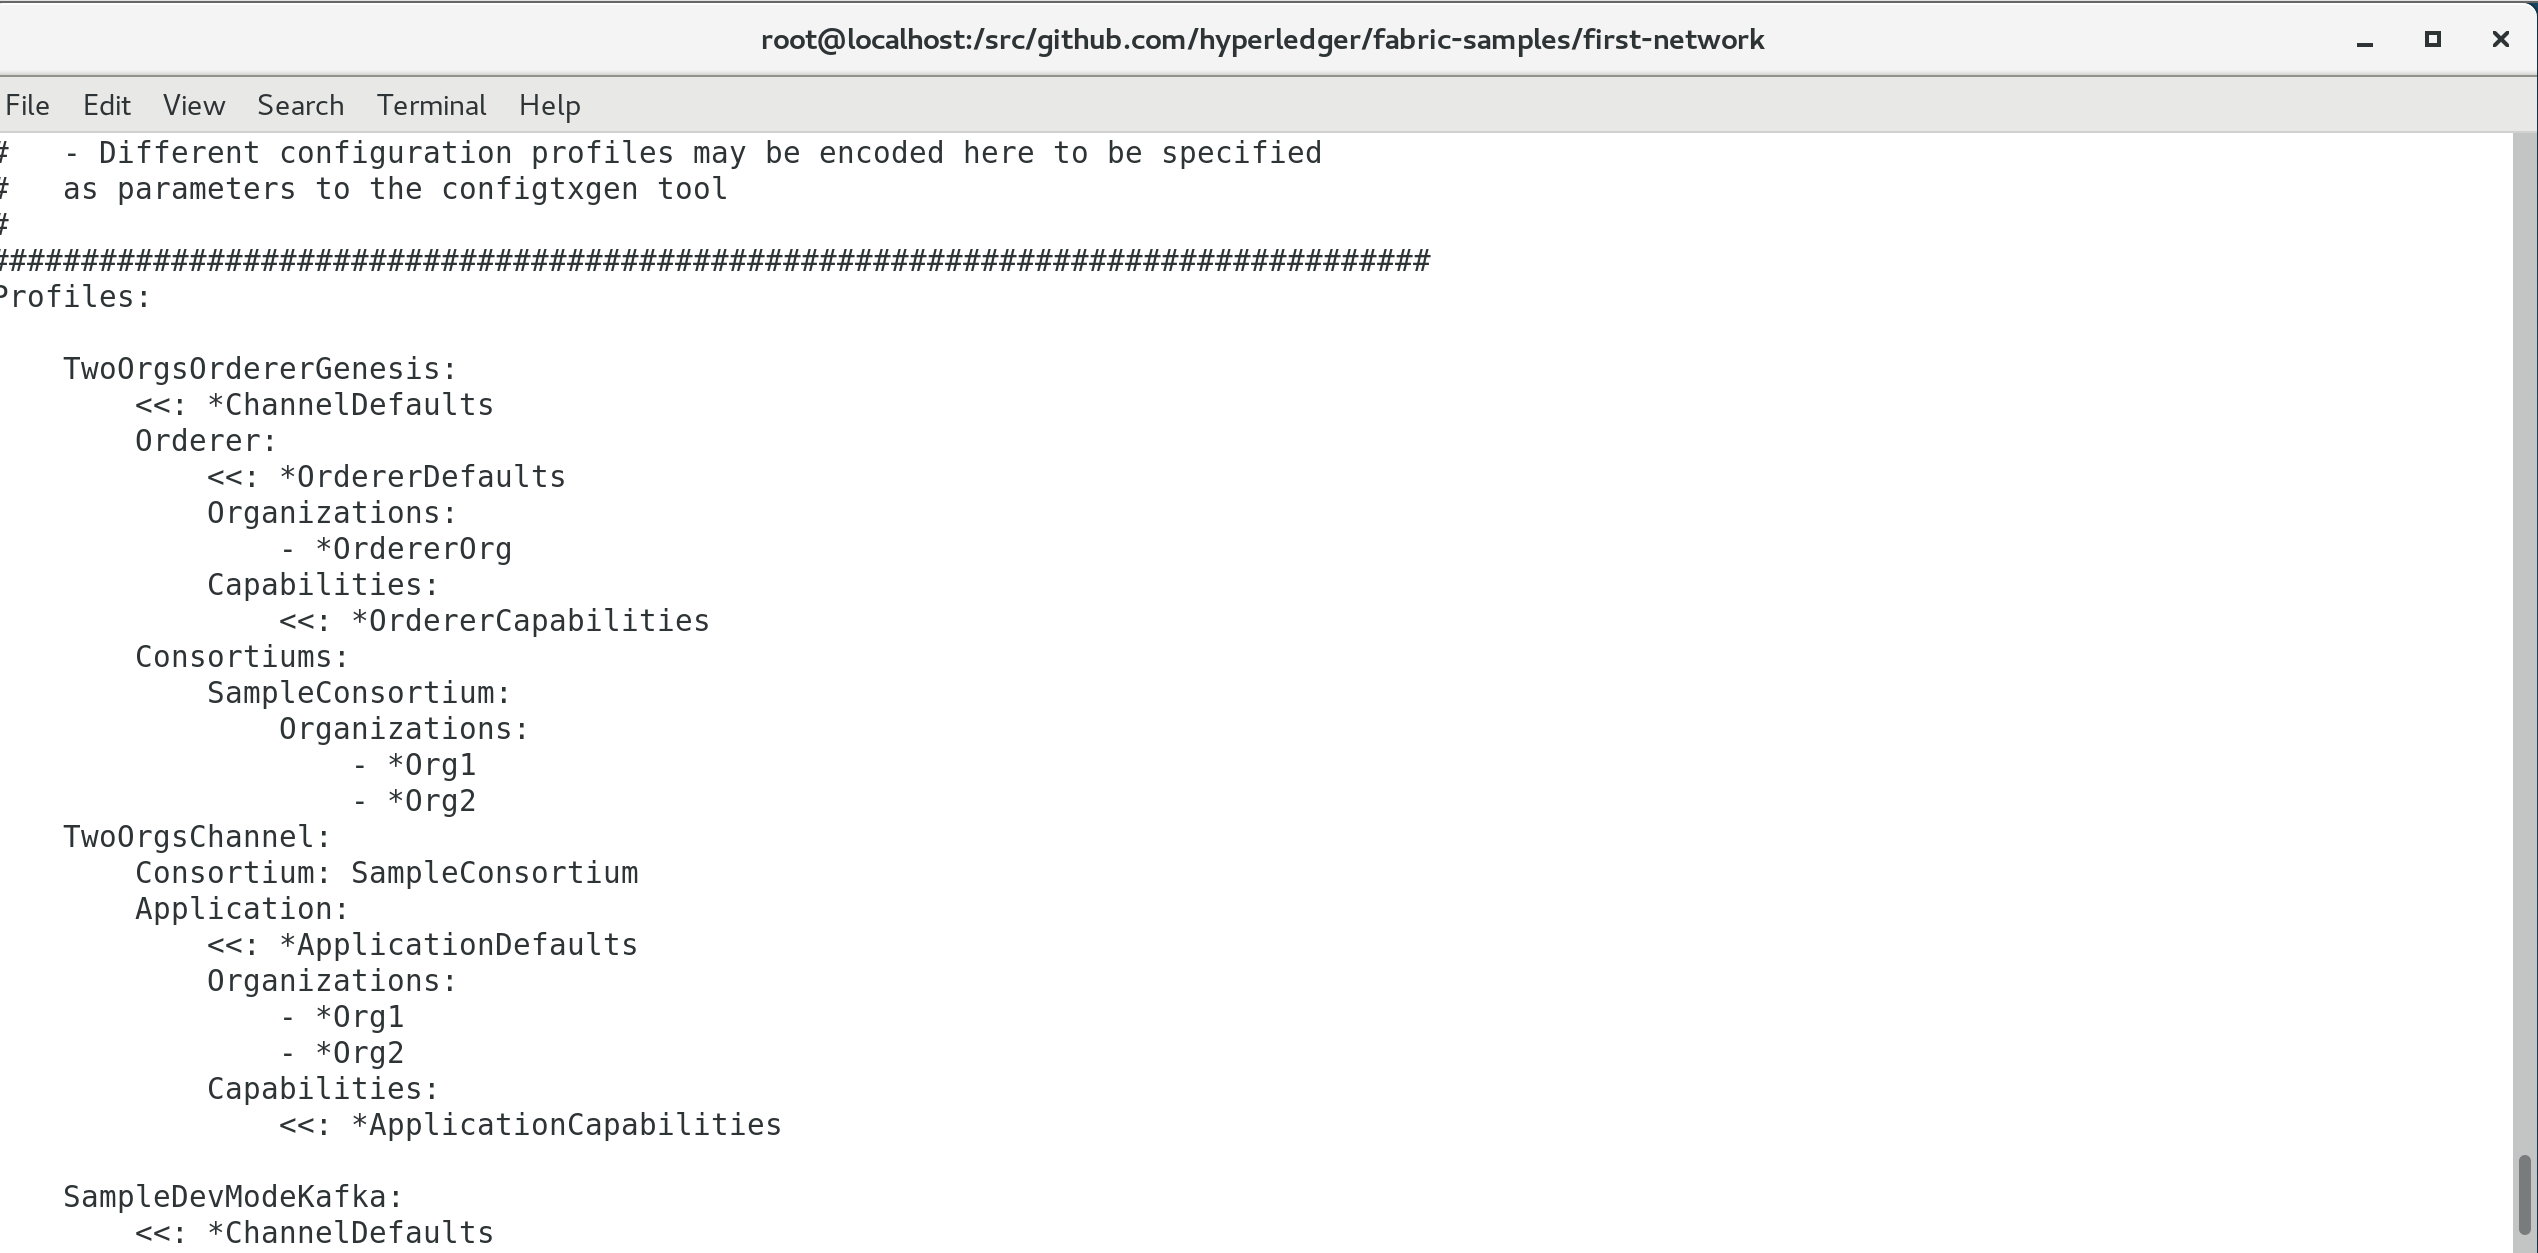 root@localhost:/src/github.com/hyperledger/fabric-samples/first-network
File Edit View Search Terminal Help
#   - Different configuration profiles may be encoded here to be specified
#   as parameters to the configtxgen tool
#
################################################################################
Profiles:

    TwoOrgsOrdererGenesis:
        <<: *ChannelDefaults
        Orderer:
            <<: *OrdererDefaults
            Organizations:
                - *OrdererOrg
            Capabilities:
                <<: *OrdererCapabilities
        Consortiums:
            SampleConsortium:
                Organizations:
                    - *Org1
                    - *Org2
    TwoOrgsChannel:
        Consortium: SampleConsortium
        Application:
            <<: *ApplicationDefaults
            Organizations:
                - *Org1
                - *Org2
            Capabilities:
                <<: *ApplicationCapabilities

    SampleDevModeKafka:
        <<: *ChannelDefaults